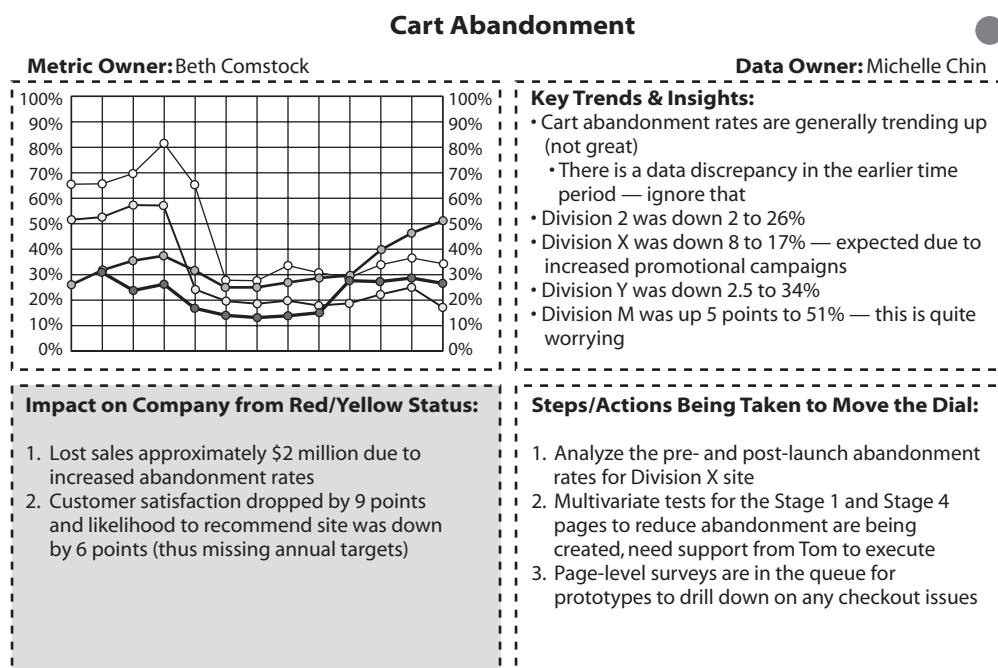 Cart Abandonment
Metric Owner: Beth Comstock
Data Owner: Michelle Chin
100%
90%
80%
70%
60%
50%
40%
30%
20%
10%
0%
100%
90%
80%
70%
60%
50%
40%
30%
20%
10%
0%
Key Trends & Insights:
• Cart abandonment rates are generally trending up
(not great)
• There is a data discrepancy in the earlier time
period — ignore that
• Division 2 was down 2 to 26%
• Division X was down 8 to 17% — expected due to
increased promotional campaigns
• Division Y was down 2.5 to 34%
• Division M was up 5 points to 51% — this is quite
worrying
Impact on Company from Red/Yellow Status:
1. Lost sales approximately $2 million due to
increased abandonment rates
2. Customer satisfaction dropped by 9 points
and likelihood to recommend site was down
by 6 points (thus missing annual targets)
Steps/Actions Being Taken to Move the Dial:
1. Analyze the pre- and post-launch abandonment
rates for Division X site
2. Multivariate tests for the Stage 1 and Stage 4
pages to reduce abandonment are being
created, need support from Tom to execute
3. Page-level surveys are in the queue for
prototypes to drill down on any checkout issues